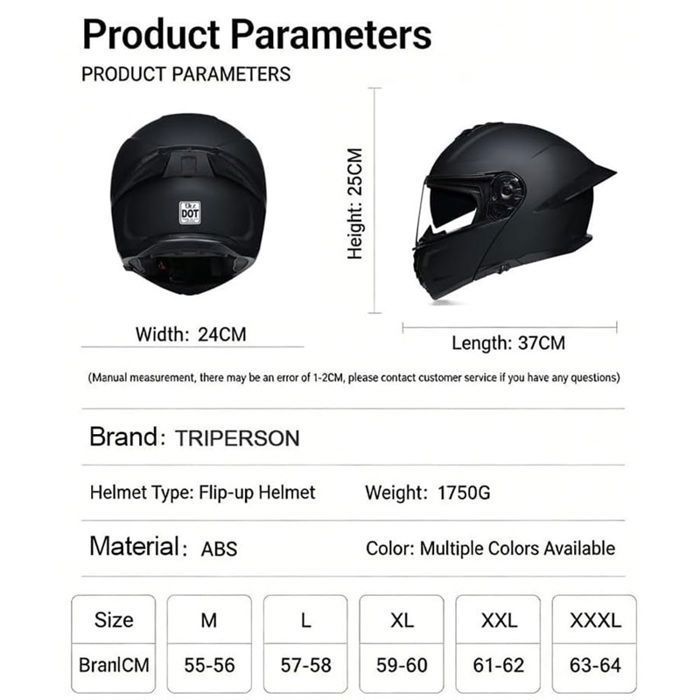 Product Parameters
PRODUCT PARAMETERS
DOT
Height: 25CM
Width: 24CM
Length: 37CM
(Manual measurement, there may be an error of 1-2CM, please contact customer service if you have any questions)
Brand: TRIPERSON
Helmet Type: Flip-up Helmet Weight: 1750G
Material: ABS Color: Multiple Colors Available
Size M L XL XXL XXXL
BranlCM 55-56 57-58 59-60 61-62 63-64